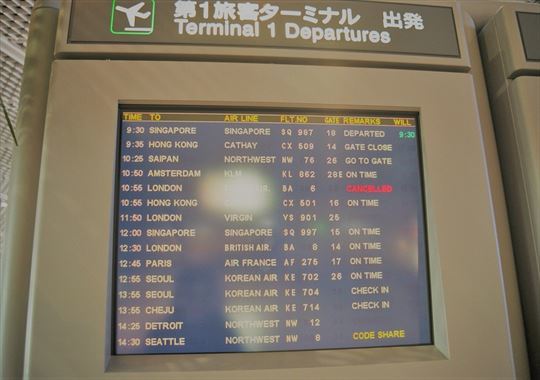 第1旅客ターミナル 出発
Terminal 1 Departures
TIME TO AIR LINE FLT.NO GATE REMARKS WILL
9:30 SINGAPORE SINGAPORE SQ 987 18 DEPARTED 9:30
9:35 HONG KONG CATHAY CX 509 14 GATE CLOSE
10:25 SAIPAN NORTHWEST NW 76 26 GO TO GATE
10:50 AMSTERDAM KLM KL 862 28E ON TIME
10:55 LONDON AIR. BA 6 CANCELLED
10:55 HONG KONG CX 501 16 ON TIME
11:50 LONDON VIRGIN VS 901 25
12:00 SINGAPORE SINGAPORE SQ 997 15 ON TIME
12:30 LONDON BRITISH AIR. BA 8 14 ON TIME
12:45 PARIS AIR FRANCE AF 275 17 ON TIME
12:55 SEOUL KOREAN AIR KE 702 26 ON TIME
13:55 SEOUL KOREAN AIR KE 704 CHECK IN
13:55 CHEJU KOREAN AIR KE 714 CHECK IN
14:25 DETROIT NORTHWEST NW 12
14:30 SEATTLE NORTHWEST NW 8 CODE SHARE